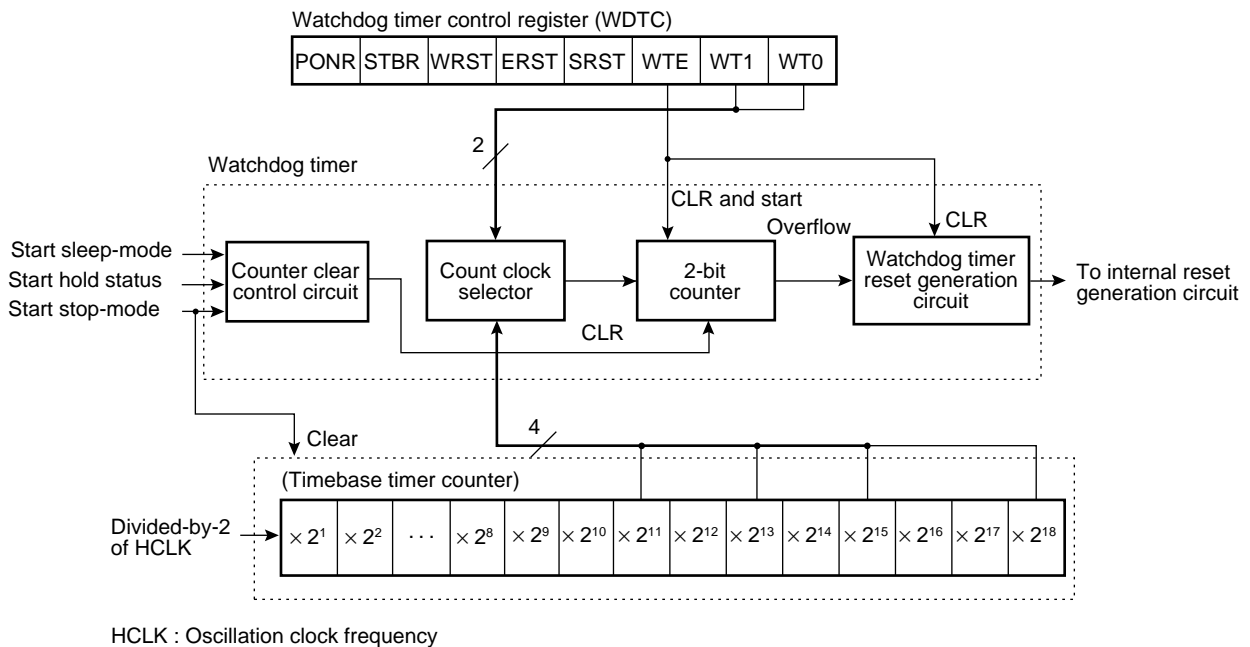 Watchdog timer control register (WDTC)
PONR STBR WRST ERST SRST WTE WT1 WT0
2
Watchdog timer
CLR and start
Overflow
CLR
Start sleep-mode
Start hold status
Start stop-mode
Counter clear
control circuit
Count clock
selector
2-bit
counter
Watchdog timer
reset generation
circuit
To internal reset
generation circuit
CLR
4
Clear
(Timebase timer counter)
Divided-by-2
of HCLK
× 2¹ × 2² · · · × 2⁸ × 2⁹ × 2¹⁰ × 2¹¹ × 2¹² × 2¹³ × 2¹⁴ × 2¹⁵ × 2¹⁶ × 2¹⁷ × 2¹⁸
HCLK : Oscillation clock frequency